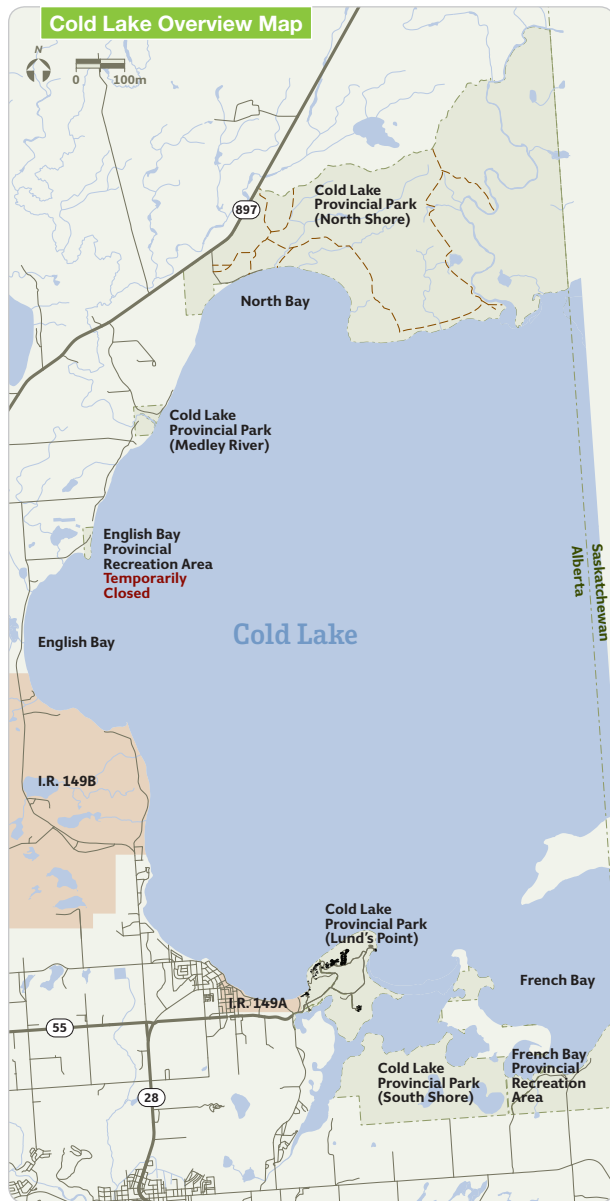 Cold Lake Overview Map
N
0 100m
Cold Lake
Provincial Park
(North Shore)
897
North Bay
Cold Lake
Provincial Park
(Medley River)
English Bay
Provincial
Recreation Area
Temporarily
Closed
Saskatchewan
Alberta
Cold Lake
English Bay
I.R. 149B
Cold Lake
Provincial Park
(Lund's Point)
French Bay
I.R. 149A
55
Cold Lake
Provincial Park
(South Shore)
French Bay
Provincial
Recreation
Area
28